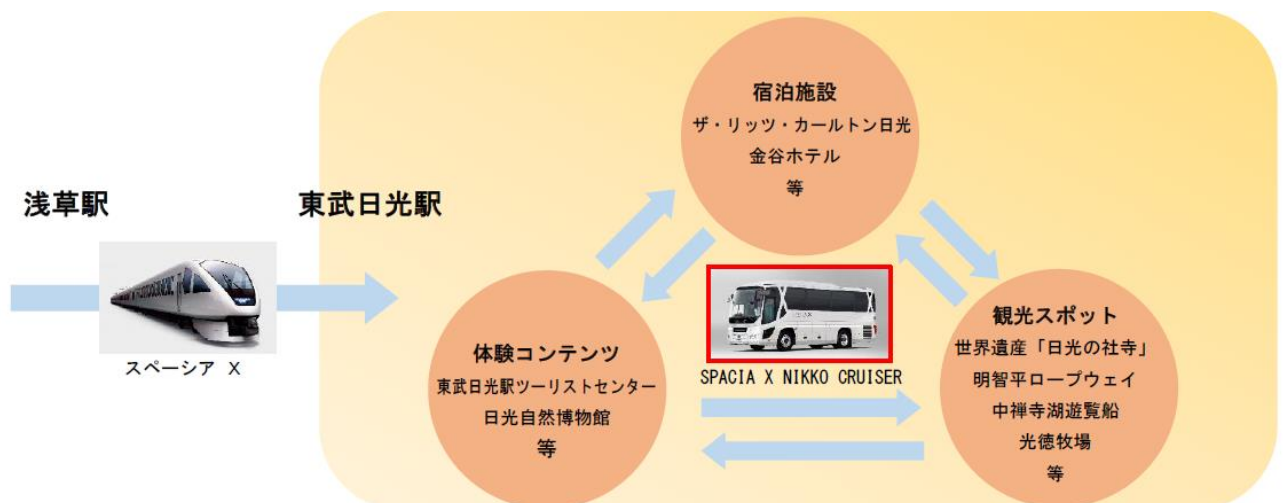 浅草駅
東武日光駅
スペーシア X
宿泊施設
ザ・リッツ・カールトン日光
金谷ホテル
等
体験コンテンツ
東武日光駅ツーリストセンター
日光自然博物館
等
SPACIA X NIKKO CRUISER
観光スポット
世界遺産「日光の社寺」
明智平ロープウェイ
中禅寺湖遊覧船
光徳牧場
等